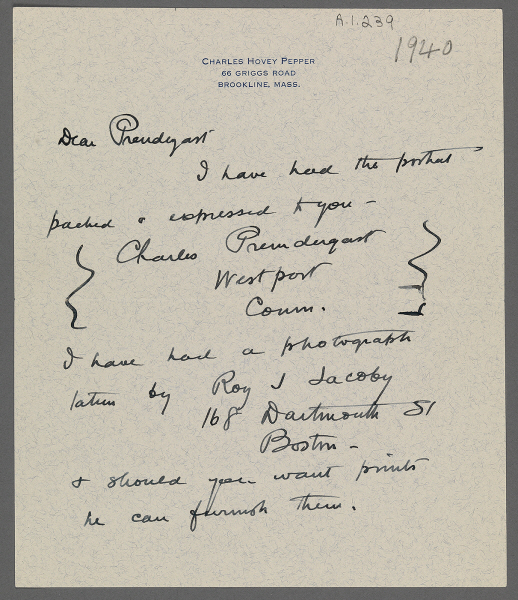 A.1.239
1940
CHARLES HOVEY PEPPER
66 GRIGGS ROAD
BROOKLINE, MASS.
Dear Prendergast
I have had the portrait
packed & expressed to you –
Charles Prendergast
Westport
Conn.
I have had a photograph
taken by Roy J Jacoby
168 Dartmouth St
Boston –
& should you want prints
he can furnish them.